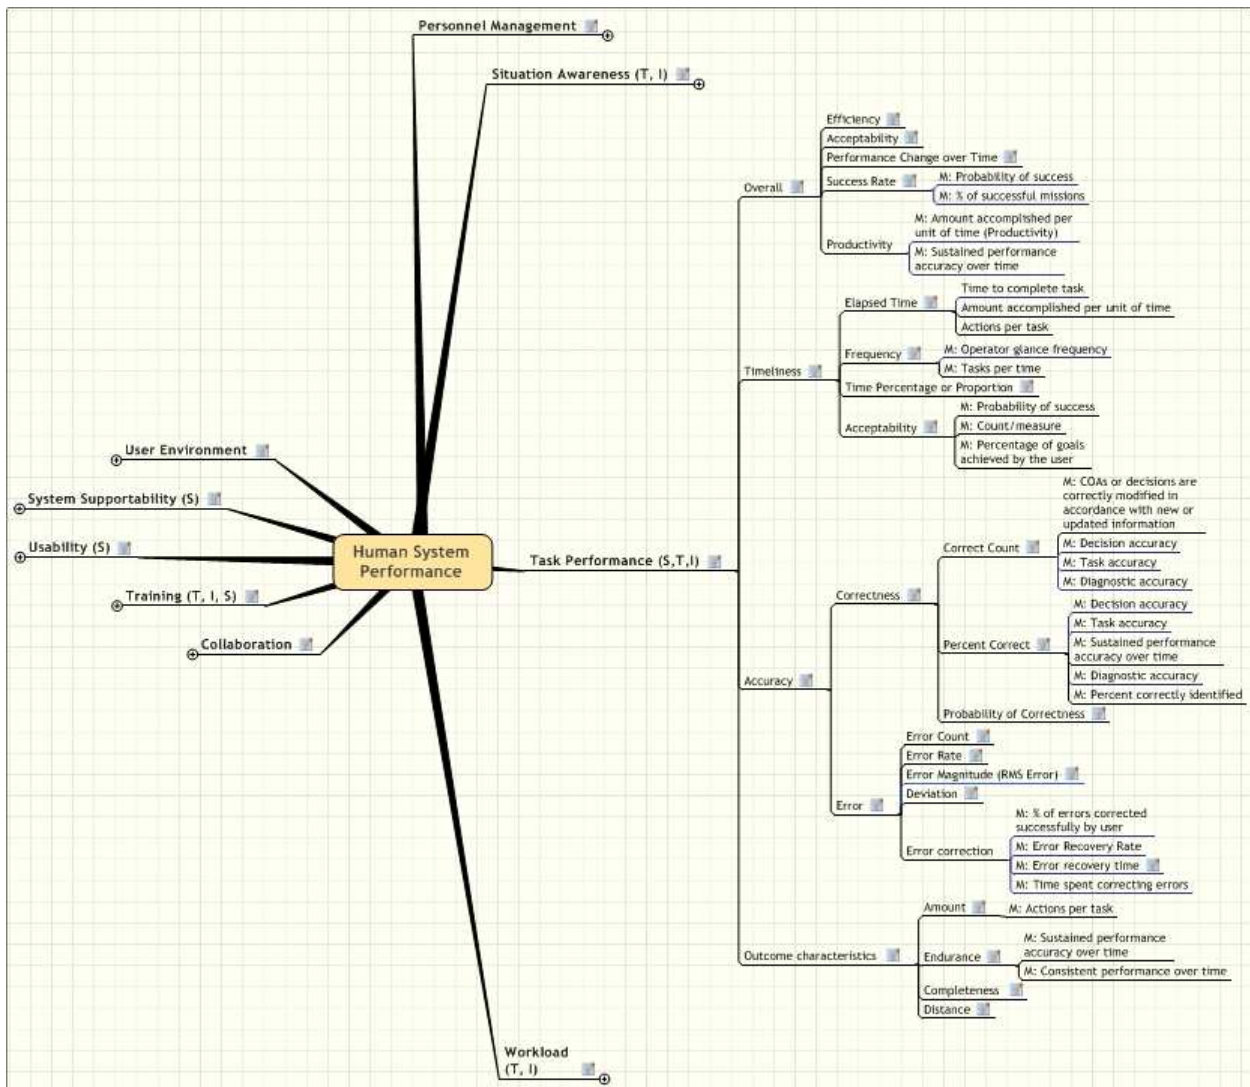 Personnel Management
Situation Awareness (T, I)
User Environment
System Supportability (S)
Usability (S)
Training (T, I, S)
Collaboration
Human System
Performance
Task Performance (S,T,I)
Overall
Efficiency
Acceptability
Performance Change over Time
Success Rate
M: Probability of success
M: % of successful missions
Productivity
M: Amount accomplished per
unit of time (Productivity)
M: Sustained performance
accuracy over time
Timeliness
Elapsed Time
Time to complete task
Amount accomplished per unit of time
Actions per task
Frequency
M: Operator glance frequency
M: Tasks per time
Time Percentage or Proportion
Acceptability
M: Probability of success
M: Count/measure
M: Percentage of goals
achieved by the user
Accuracy
Correctness
Correct Count
M: COAs or decisions are
correctly modified in
accordance with new or
updated information
M: Decision accuracy
M: Task accuracy
M: Diagnostic accuracy
Percent Correct
M: Decision accuracy
M: Task accuracy
M: Sustained performance
accuracy over time
M: Diagnostic accuracy
M: Percent correctly identified
Probability of Correctness
Error
Error Count
Error Rate
Error Magnitude (RMS Error)
Deviation
Error correction
M: % of errors corrected
successfully by user
M: Error Recovery Rate
M: Error recovery time
M: Time spent correcting errors
Outcome characteristics
Amount
M: Actions per task
Endurance
M: Sustained performance
accuracy over time
M: Consistent performance over time
Completeness
Distance
Workload
(T, I)